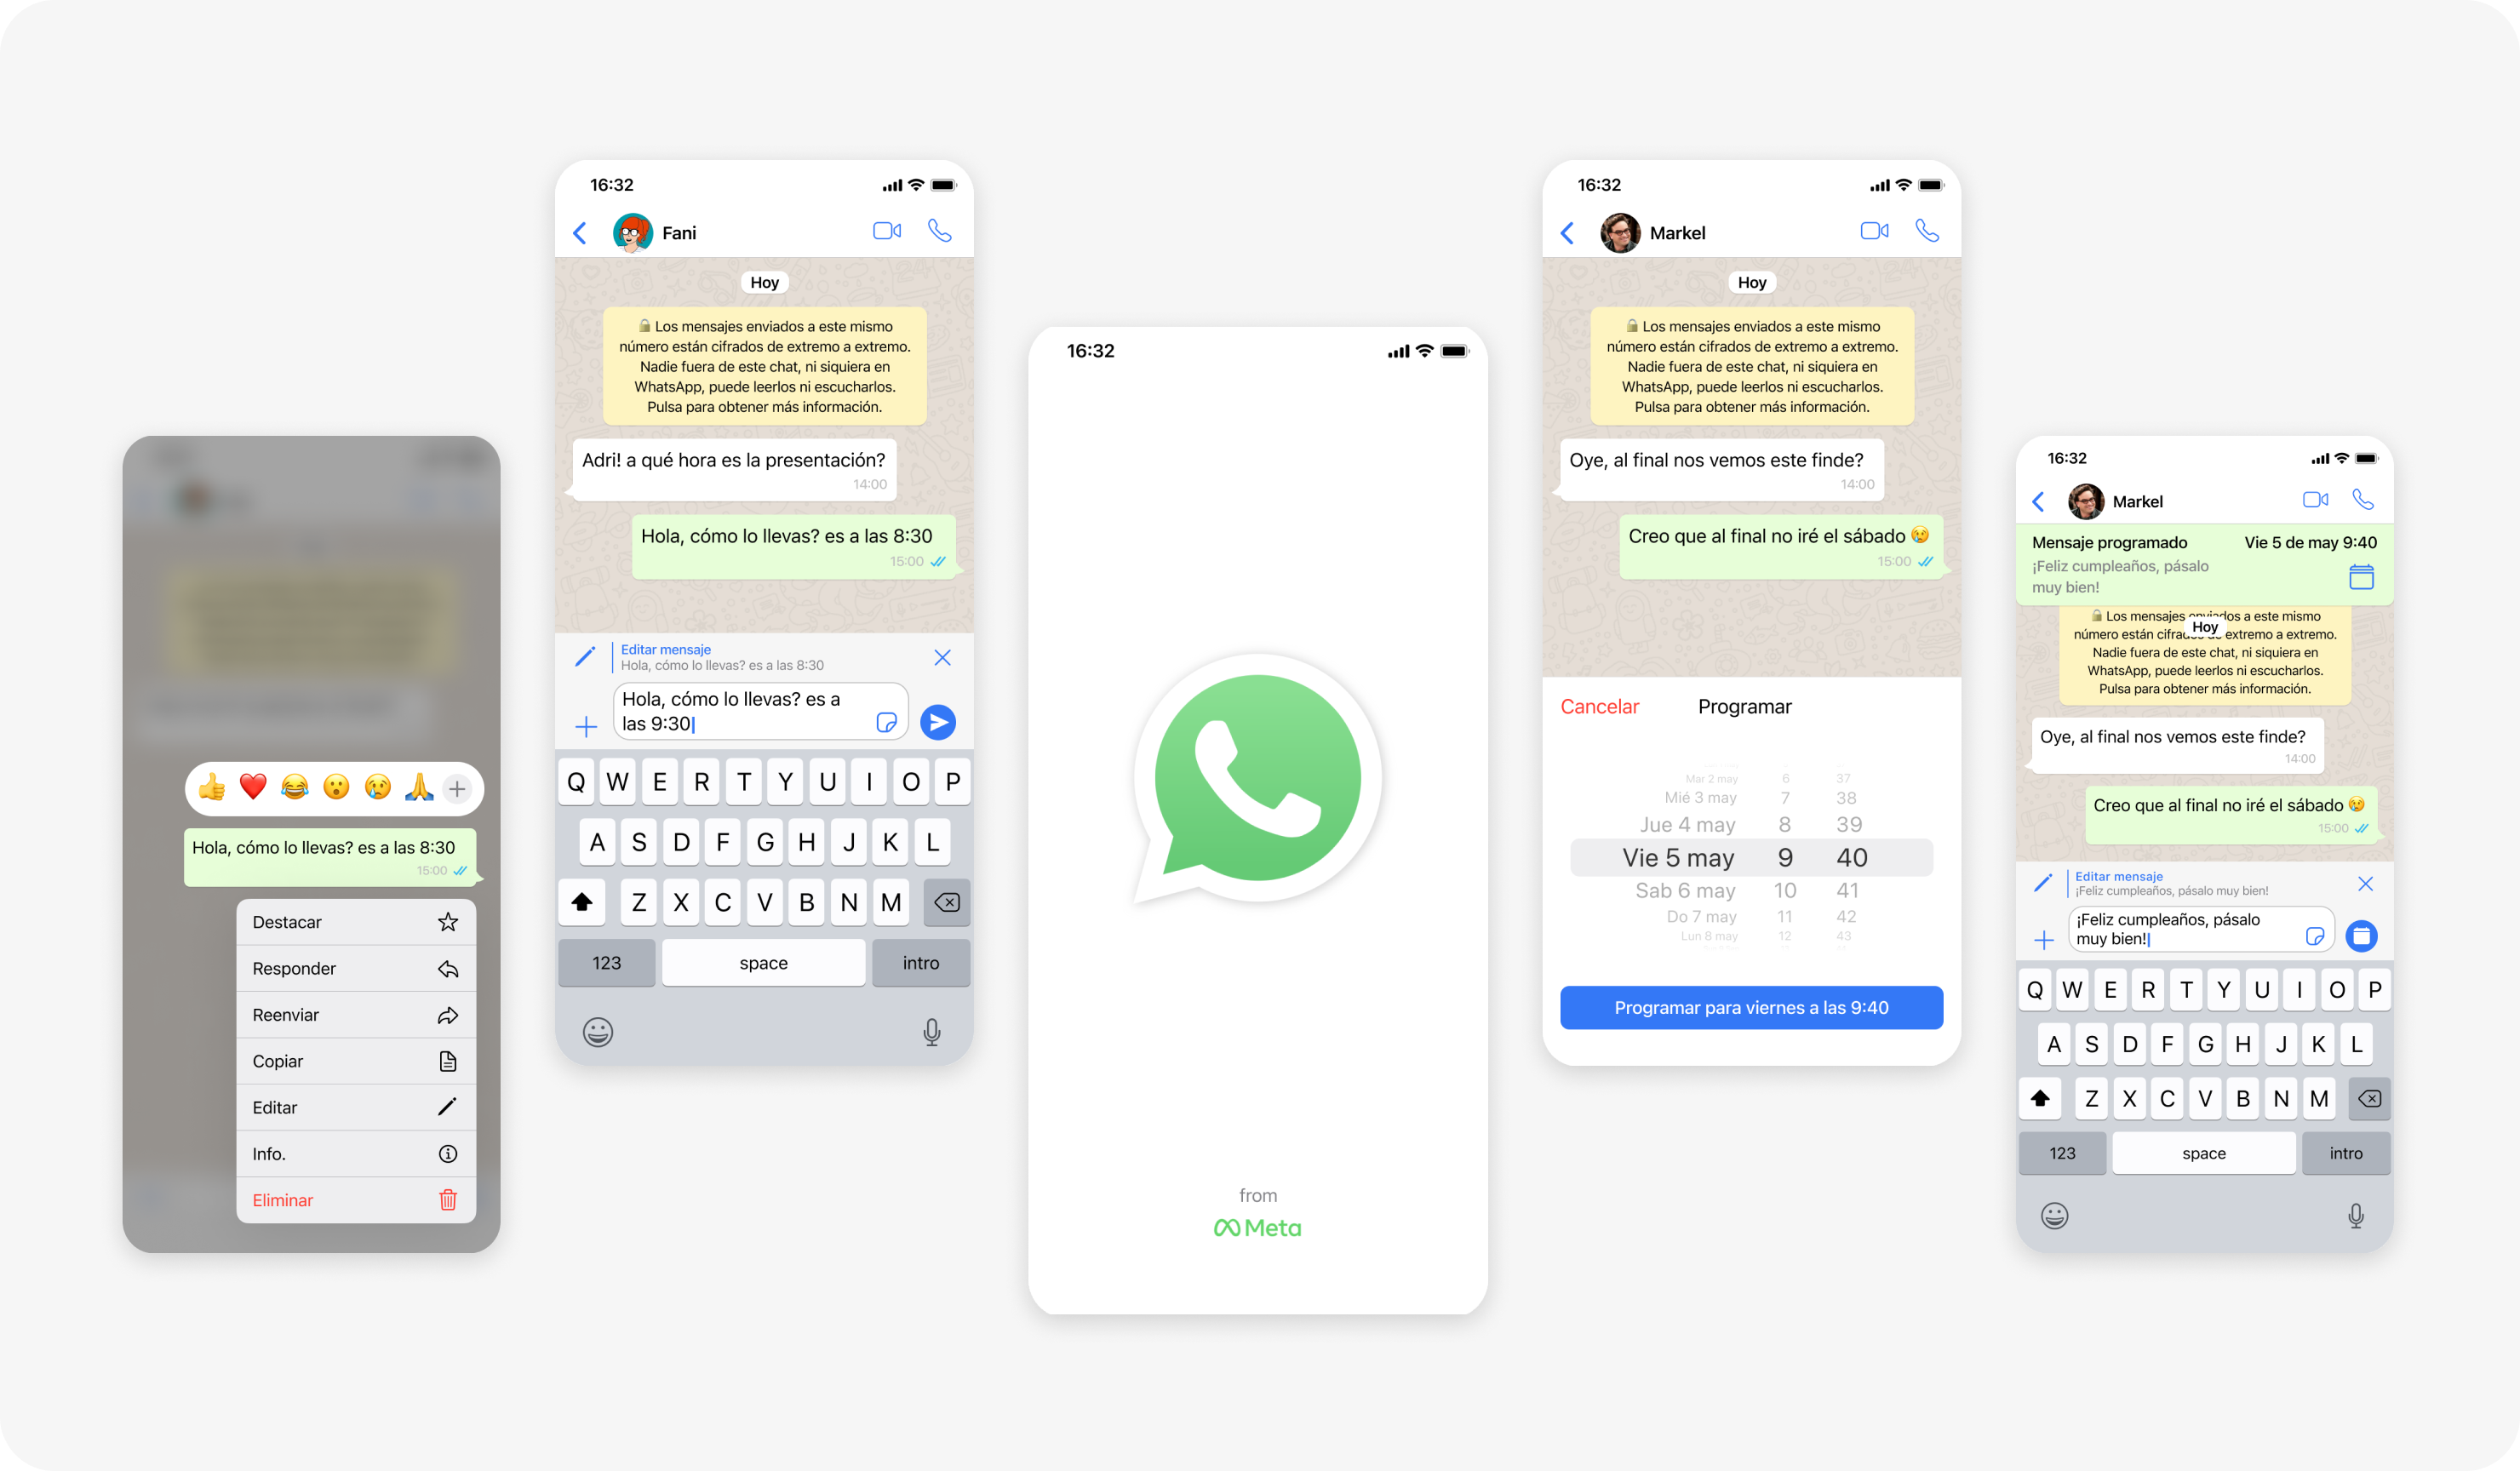 Hola, cómo lo llevas? es a las 8:30
15:00
Destacar
Responder
Reenviar
Copiar
Editar
Info.
Eliminar
16:32
Fani
Hoy
Los mensajes enviados a este mismo
número están cifrados de extremo a extremo.
Nadie fuera de este chat, ni siquiera en
WhatsApp, puede leerlos ni escucharlos.
Pulsa para obtener más información.
Adri! a qué hora es la presentación?
14:00
Hola, cómo lo llevas? es a las 8:30
15:00
Editar mensaje
Hola, cómo lo llevas? es a las 8:30
Hola, cómo lo llevas? es a
las 9:30
Q W E R T Y U I O P
A S D F G H J K L
Z X C V B N M
123 space intro
16:32
from
Meta
16:32
Markel
Hoy
Los mensajes enviados a este mismo
número están cifrados de extremo a extremo.
Nadie fuera de este chat, ni siquiera en
WhatsApp, puede leerlos ni escucharlos.
Pulsa para obtener más información.
Oye, al final nos vemos este finde?
14:00
Creo que al final no iré el sábado 😢
15:00
Cancelar Programar
Mar 2 may 6 37
Mié 3 may 7 38
Jue 4 may 8 39
Vie 5 may 9 40
Sab 6 may 10 41
Do 7 may 11 42
Lun 8 may 12 43
Programar para viernes a las 9:40
16:32
Markel
Mensaje programado Vie 5 de may 9:40
¡Feliz cumpleaños, pásalo
muy bien!
Los mensajes enviados a este mismo
Hoy
número están cifrados de extremo a extremo.
Nadie fuera de este chat, ni siquiera en
WhatsApp, puede leerlos ni escucharlos.
Pulsa para obtener más información.
Oye, al final nos vemos este finde?
14:00
Creo que al final no iré el sábado 😢
15:00
Editar mensaje
¡Feliz cumpleaños, pásalo muy bien!
¡Feliz cumpleaños, pásalo
muy bien!
Q W E R T Y U I O P
A S D F G H J K L
Z X C V B N M
123 space intro